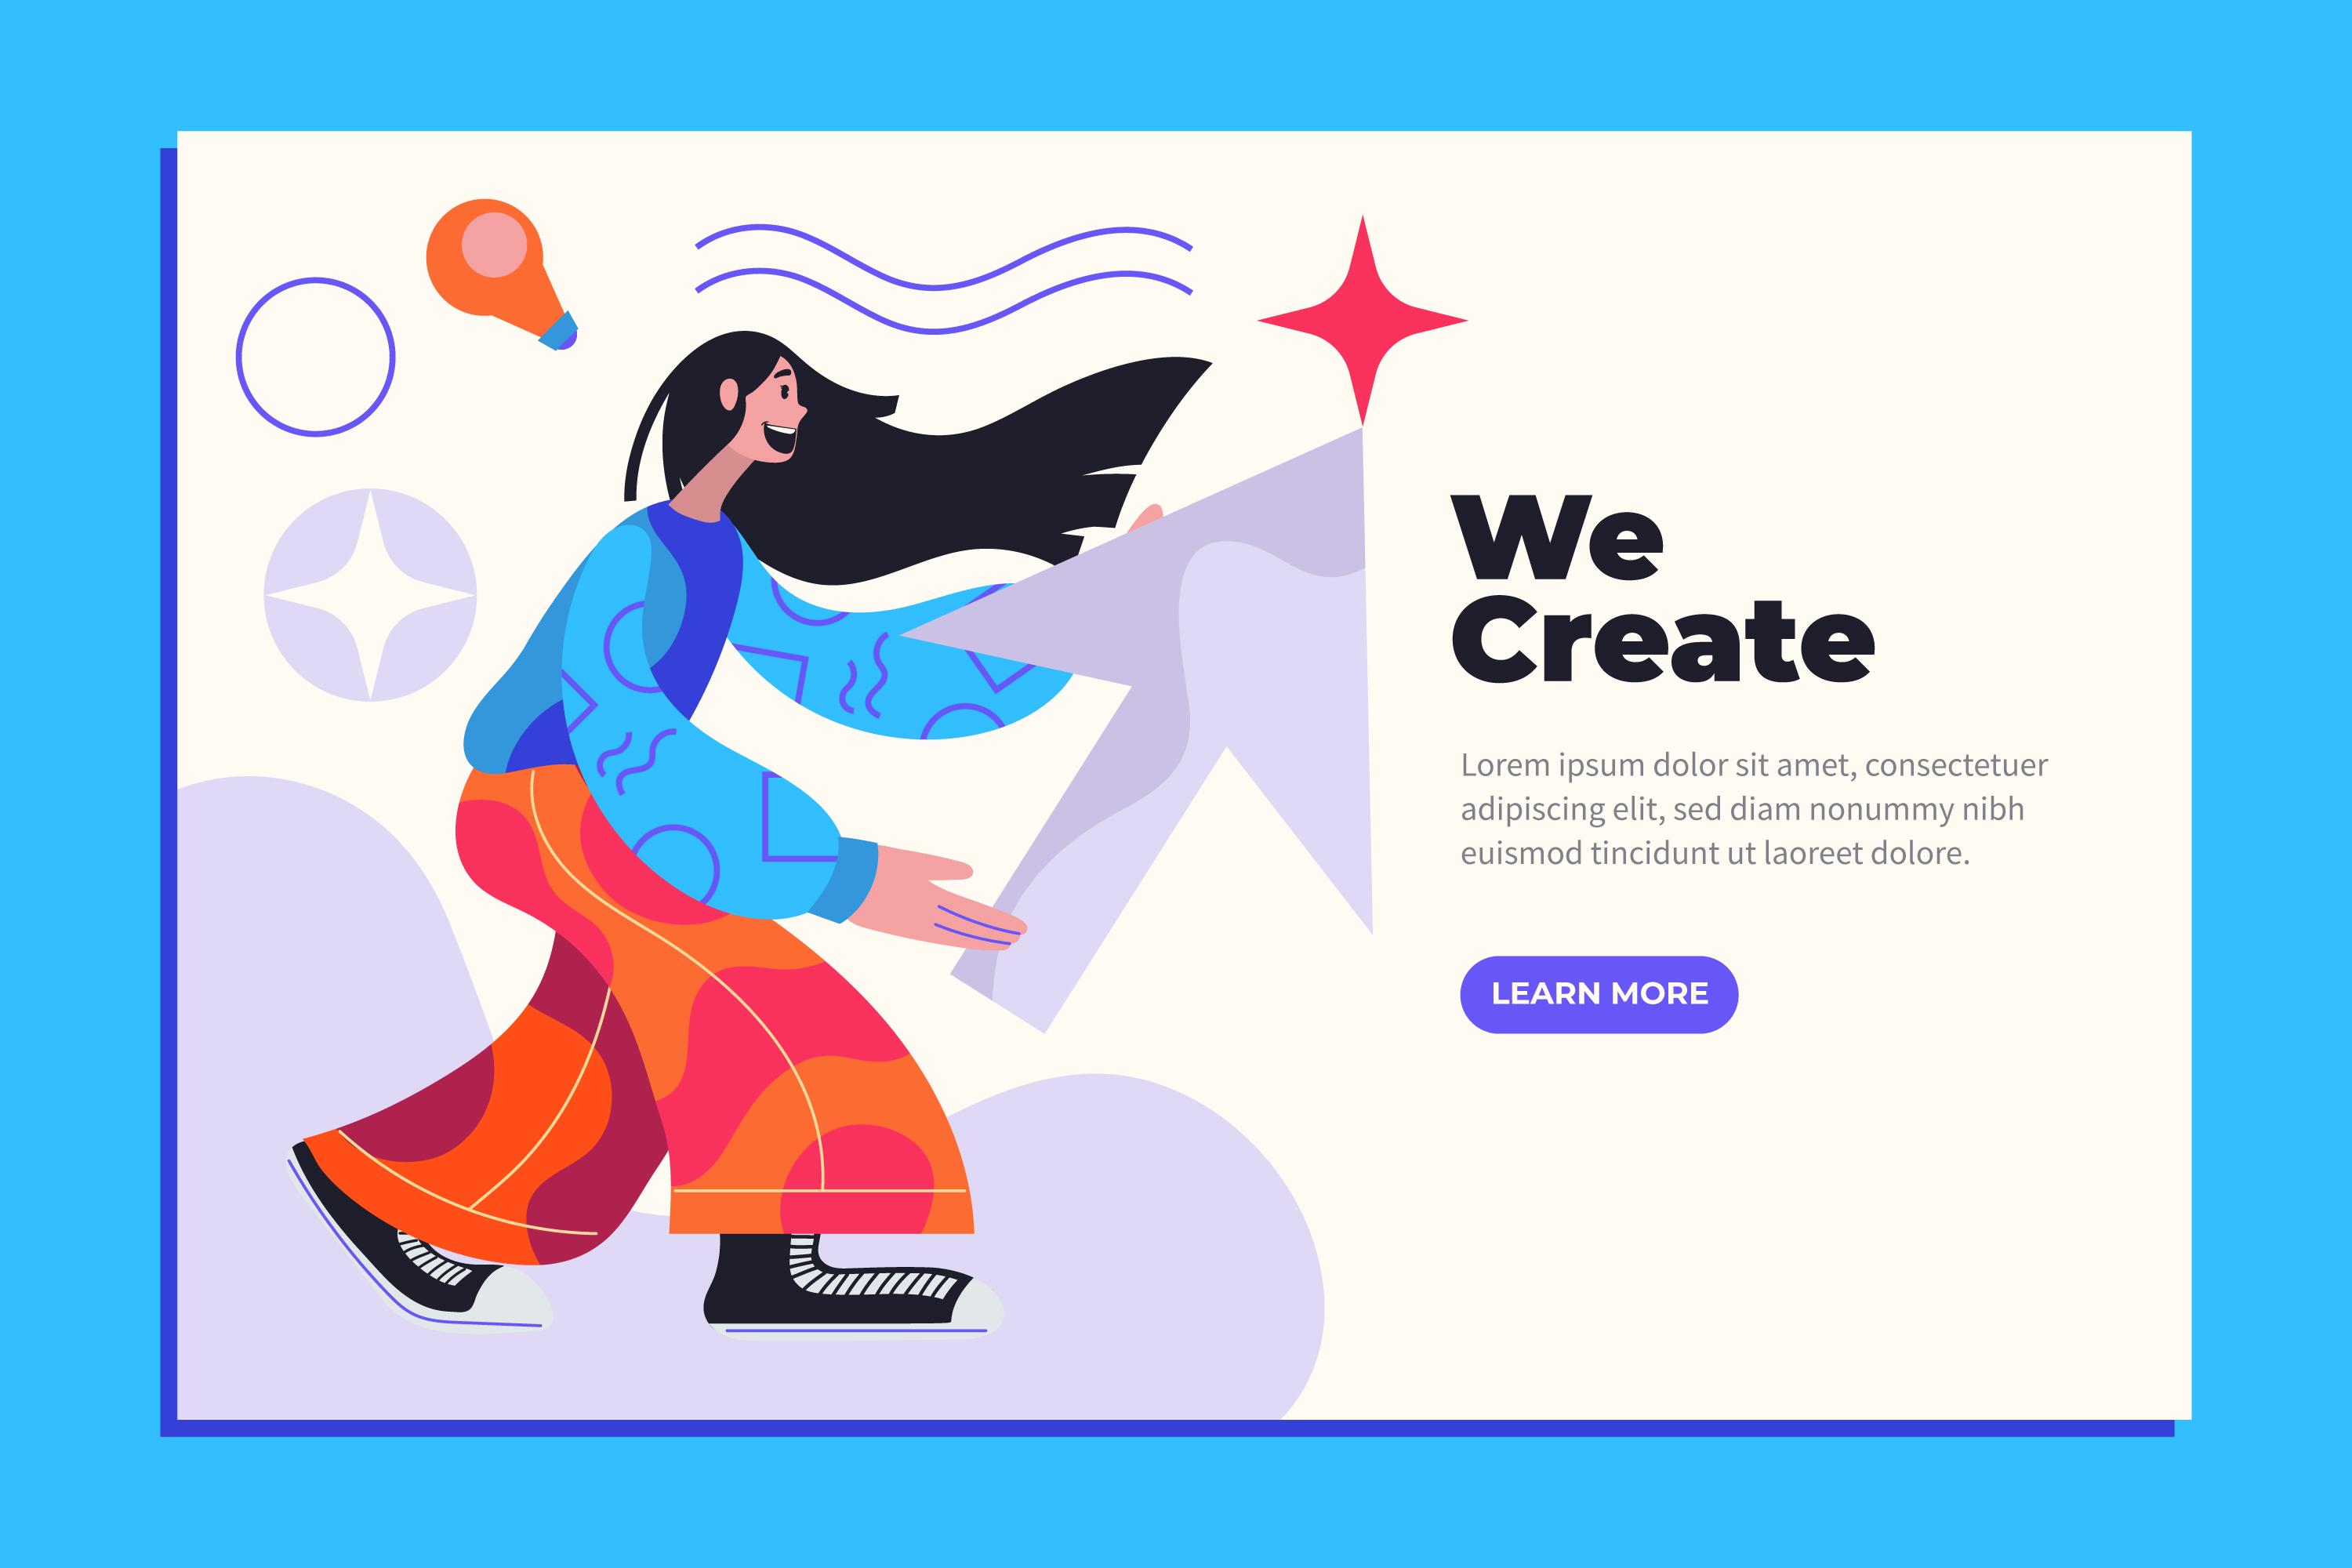 We
Create
Lorem ipsum dolor sit amet, consectetuer
adipiscing elit, sed diam nonummy nibh
euismod tincidunt ut laoreet dolore.
LEARN MORE